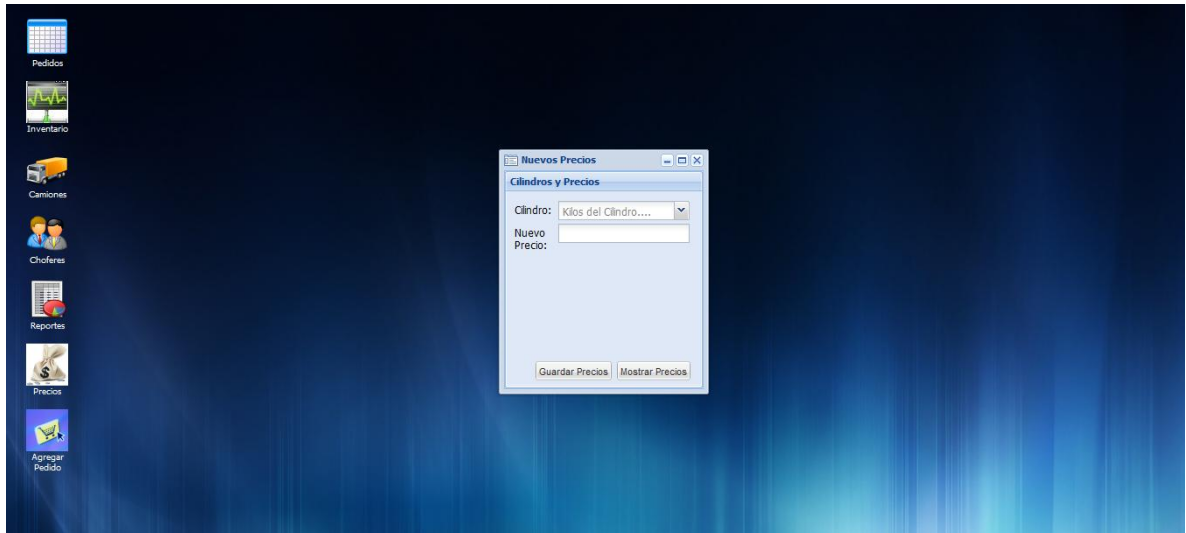 Pedidos
Inventario
Camiones
Choferes
Reportes
Precios
Agregar
Pedido
Nuevos Precios
Cilindros y Precios
Cilindro:
Kilos del Cilindro....
Nuevo
Precio:
Guardar Precios
Mostrar Precios